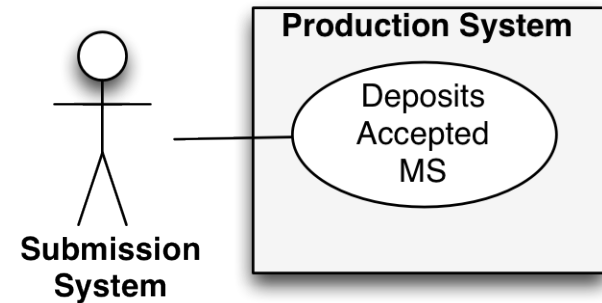 Production System
Deposits
Accepted
MS
Submission
System